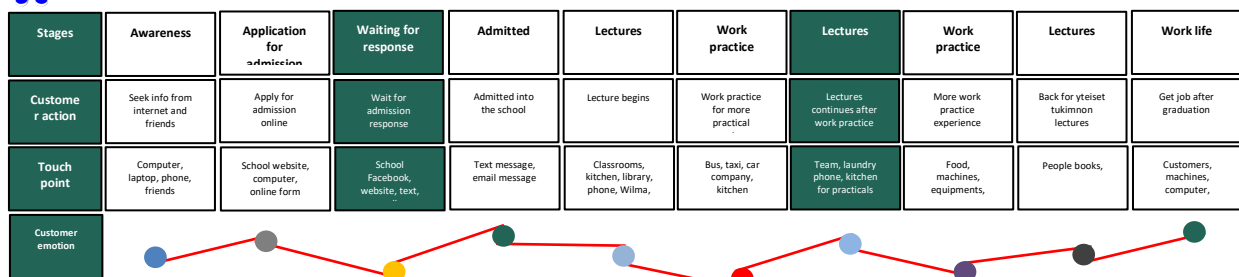 Stages
Awareness
Application
for
admission
Waiting for
response
Admitted
Lectures
Work
practice
Lectures
Work
practice
Lectures
Work life
Custome
r action
Seek info from
internet and
friends
Apply for
admission
online
Wait for
admission
response
Admitted into
the school
Lecture begins
Work practice
for more
practical
Lectures
continues after
work practice
More work
practice
experience
Back for yteiset
tukimnon
lectures
Get job after
graduation
Touch
point
Computer,
laptop, phone,
friends
School website,
computer,
online form
School
Facebook,
website, text,
Text message,
email message
Classrooms,
kitchen, library,
phone, Wilma,
Bus, taxi, car
company,
kitchen
Team, laundry
phone, kitchen
for practicals
Food,
machines,
equipments,
People books,
Customers,
machines,
computer,
Customer
emotion